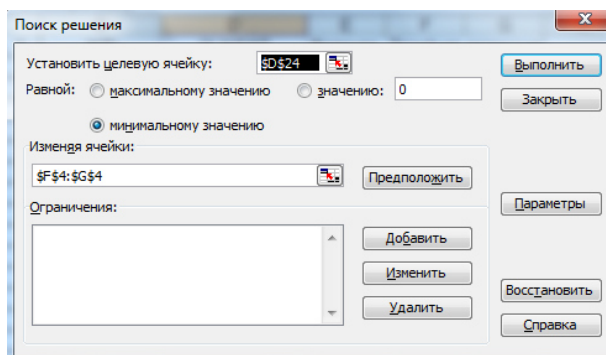 Поиск решения
Установить целевую ячейку: $D$24 Выполнить
Равной: максимальному значению значению: 0 Закрыть
минимальному значению
Изменяя ячейки:
$F$4:$G$4 Предположить
Ограничения: Параметры
Добавить
Изменить
Удалить
Восстановить
Справка